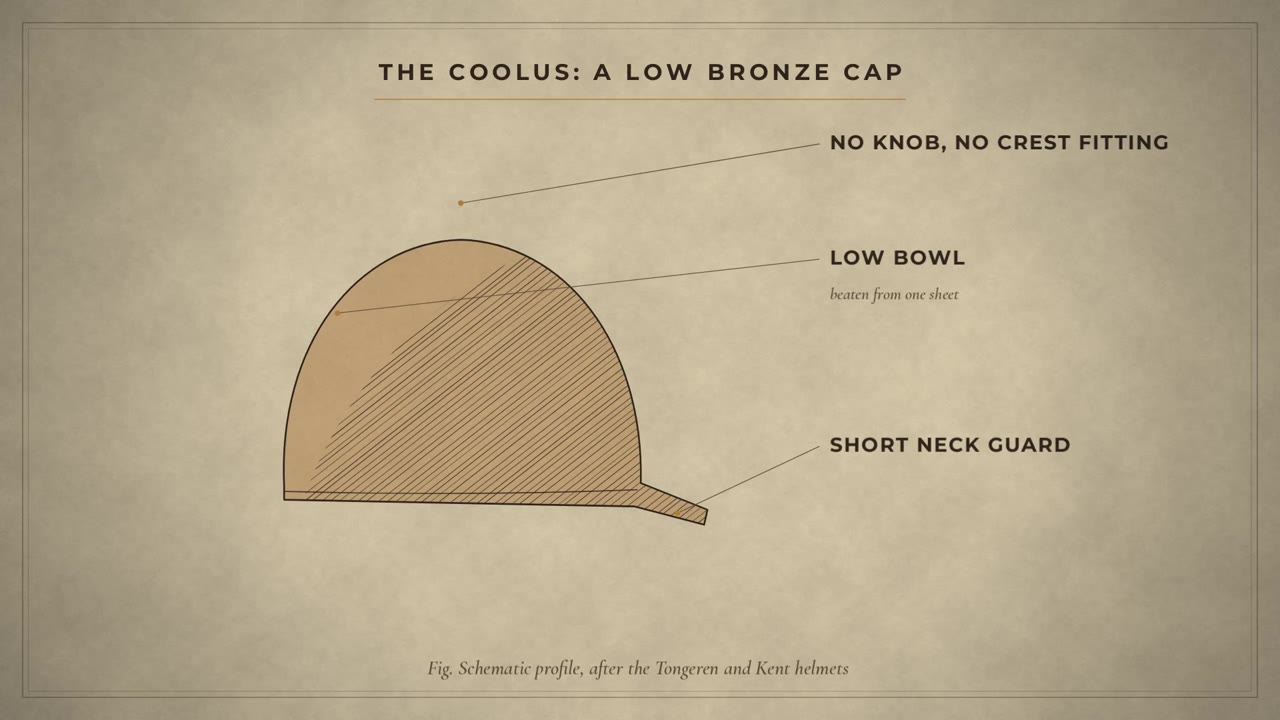 THE COOLUS: A LOW BRONZE CAP
NO KNOB, NO CREST FITTING
LOW BOWL
beaten from one sheet
SHORT NECK GUARD
Fig. Schematic profile, after the Tongeren and Kent helmets